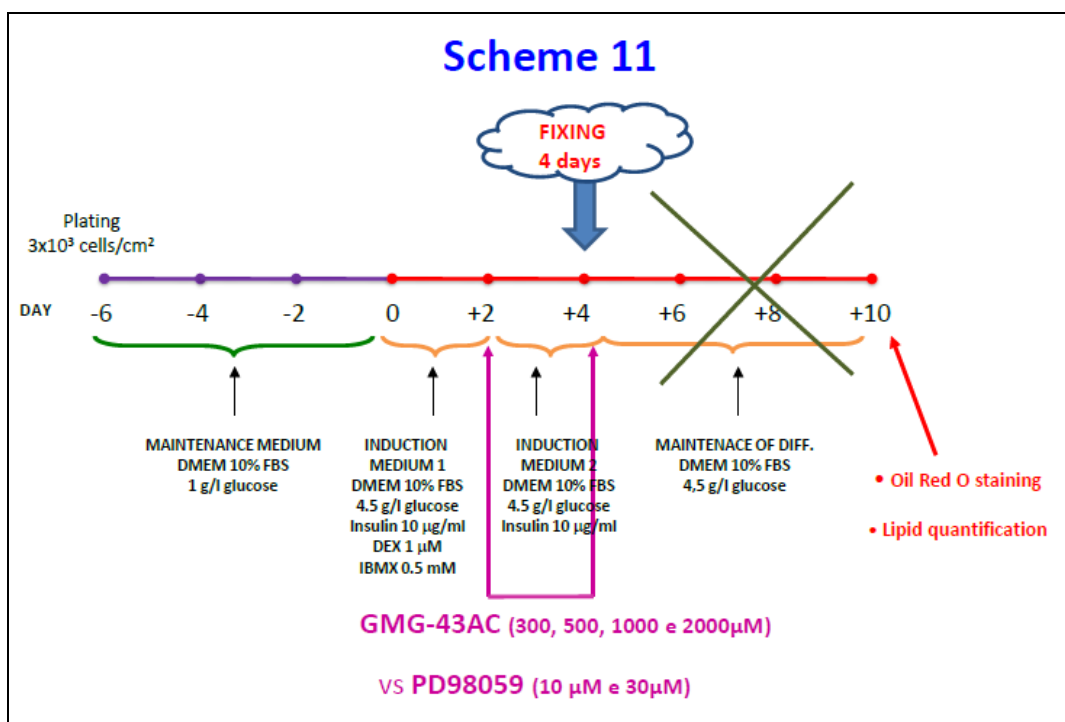 Scheme 11
FIXING
4 days
Plating
3x10³ cells/cm²
DAY -6 -4 -2 0 +2 +4 +6 +8 +10
MAINTENANCE MEDIUM
DMEM 10% FBS
1 g/l glucose
INDUCTION
MEDIUM 1
DMEM 10% FBS
4.5 g/l glucose
Insulin 10 µg/ml
DEX 1 µM
IBMX 0.5 mM
INDUCTION
MEDIUM 2
DMEM 10% FBS
4.5 g/l glucose
Insulin 10 µg/ml
MAINTENACE OF DIFF.
DMEM 10% FBS
4,5 g/l glucose
• Oil Red O staining
• Lipid quantification
GMG-43AC (300, 500, 1000 e 2000µM)
VS PD98059 (10 µM e 30µM)